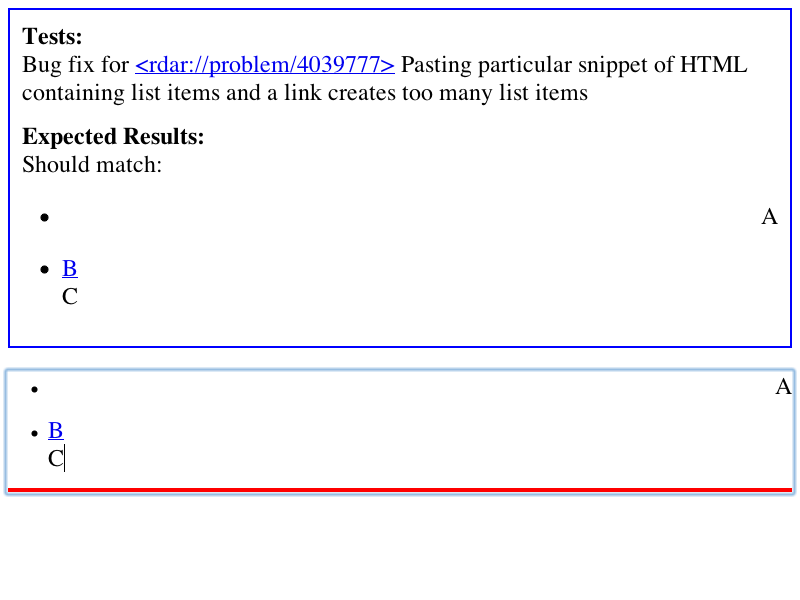 Tests:
Bug fix for <rdar://problem/4039777> Pasting particular snippet of HTML
containing list items and a link creates too many list items
Expected Results:
Should match:
• A
• B
C
• A
• B
C